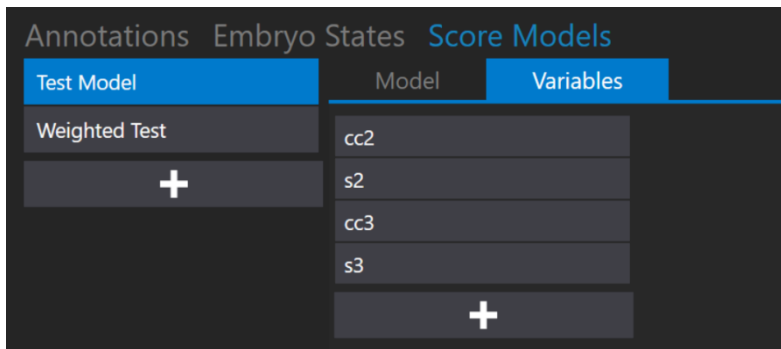 Annotations Embryo States Score Models
Test Model
Weighted Test
+
Model Variables
cc2
s2
cc3
s3
+